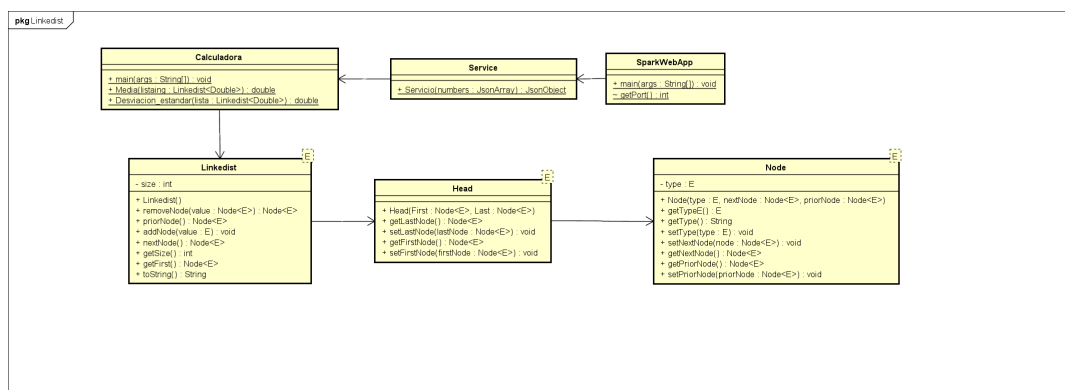 pkg Linkedist
Calculadora
+ main(args : String[]) : void
+ Media(listaing : Linkedist<Double>) : double
+ Desviacion_estandar(lista : Linkedist<Double>) : double
Service
+ Servicio(numbers : JsonArray) : JsonObject
SparkWebApp
+ main(args : String[]) : void
~ getPort() : int
E
Linkedist
- size : int
+ Linkedist()
+ removeNode(value : Node<E>) : Node<E>
+ priorNode() : Node<E>
+ addNode(value : E) : void
+ nextNode() : Node<E>
+ getSize() : int
+ getFirst() : Node<E>
+ toString() : String
E
Head
+ Head(First : Node<E>, Last : Node<E>)
+ getLastNode() : Node<E>
+ setLastNode(lastNode : Node<E>) : void
+ getFirstNode() : Node<E>
+ setFirstNode(firstNode : Node<E>) : void
E
Node
- type : E
+ Node(type : E, nextNode : Node<E>, priorNode : Node<E>)
+ getTypeE() : E
+ getType() : String
+ setType(type : E) : void
+ setNextNode(node : Node<E>) : void
+ getNextNode() : Node<E>
+ getPriorNode() : Node<E>
+ setPriorNode(priorNode : Node<E>) : void